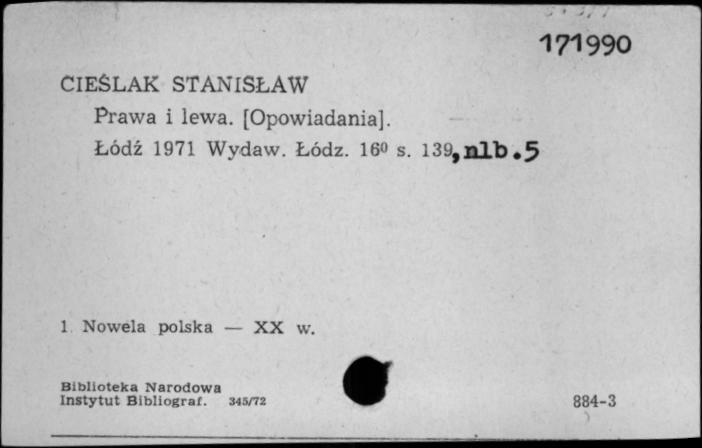 171990
CIEŚLAK STANISŁAW
Prawa i lewa. [Opowiadania].
Łódź 1971 Wydaw. Łódz. 16⁰ s. 139, nlb.5
1. Nowela polska — XX w.
Biblioteka Narodowa
Instytut Bibliograf. 345/72
884-3